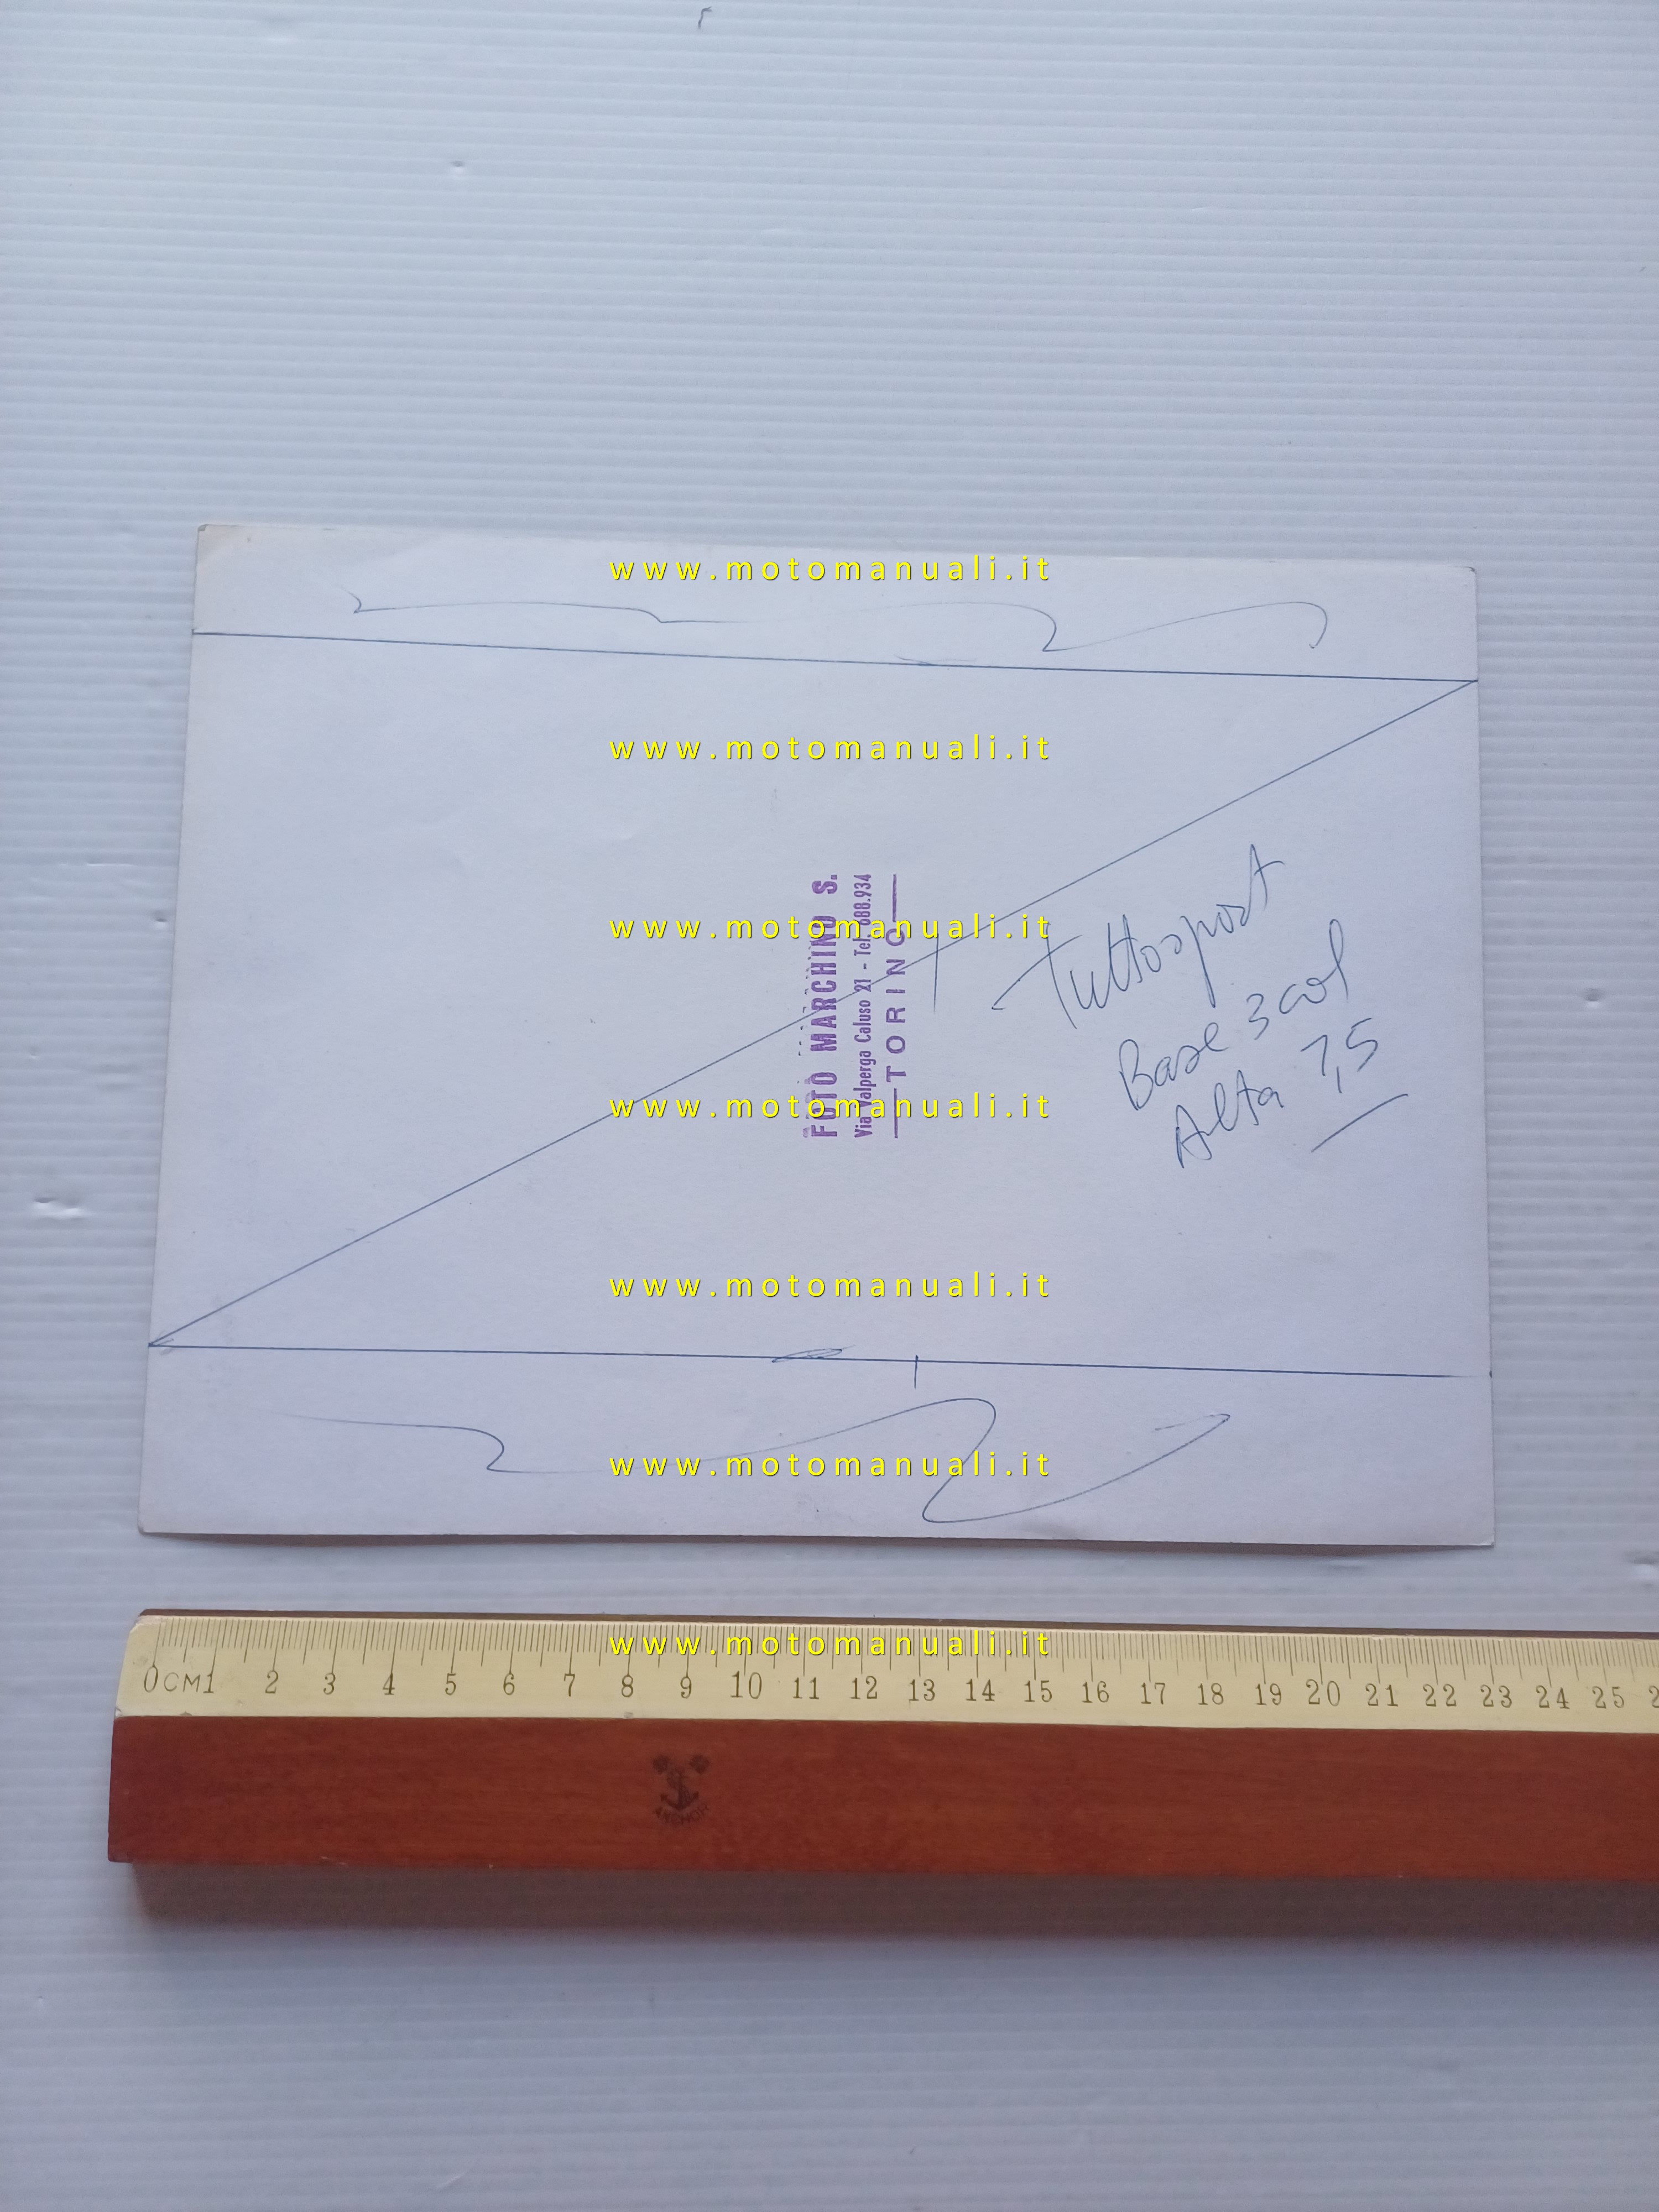 www.motomanuali.it
www.motomanuali.it
FOTO MARCHINO S.
Via Valperga Caluso 21 - Tel. 688.934
TORINO
www.motomanuali.it
Tuttosport
Base 3 col
Alta 7,5
www.motomanuali.it
www.motomanuali.it
www.motomanuali.it
www.motomanuali.it
0CM1 2 3 4 5 6 7 8 9 10 11 12 13 14 15 16 17 18 19 20 21 22 23 24 25 2
ANCHOR